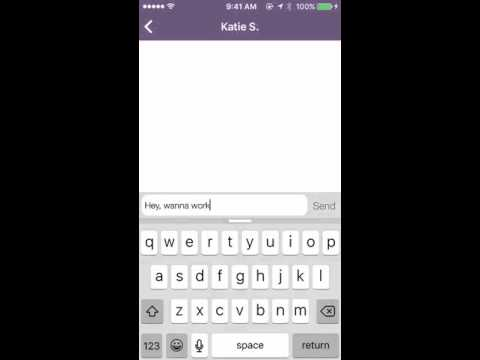 9:41 AM 100%
Katie S.
Hey, wanna work
Send
q w e r t y u i o p
a s d f g h j k l
z x c v b n m
123 space return